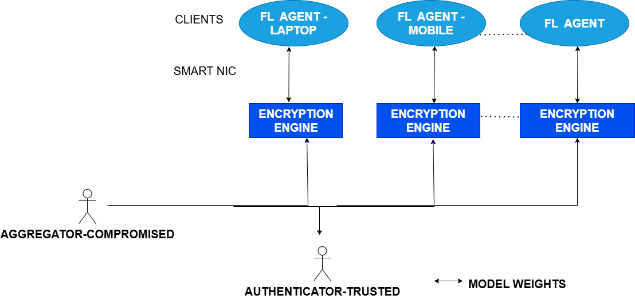 CLIENTS
FL AGENT -
LAPTOP
FL AGENT -
MOBILE
FL AGENT
SMART NIC
ENCRYPTION
ENGINE
ENCRYPTION
ENGINE
ENCRYPTION
ENGINE
AGGREGATOR-COMPROMISED
AUTHENTICATOR-TRUSTED
MODEL WEIGHTS